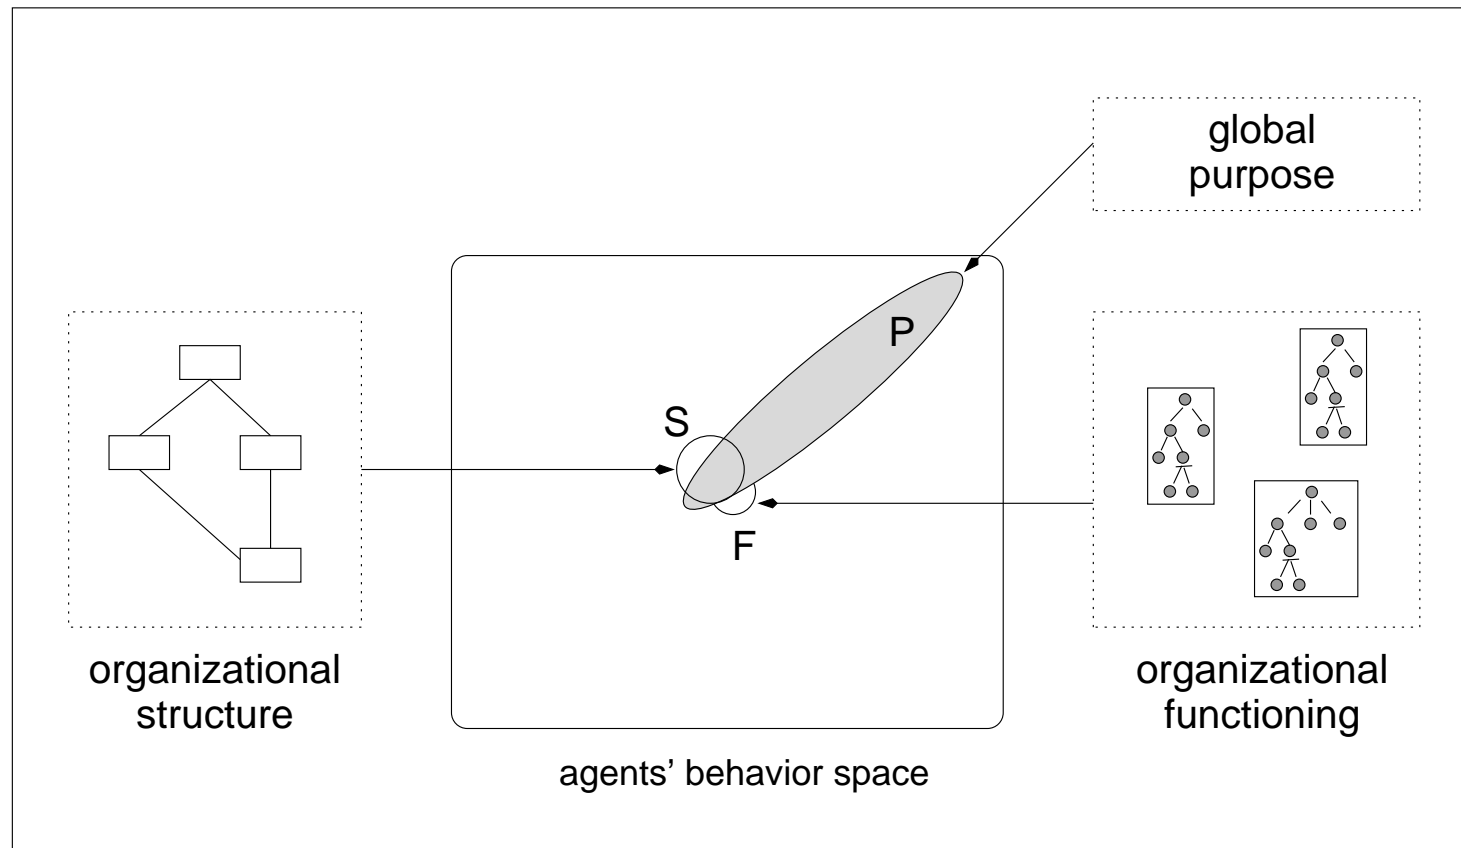 global
purpose
P
S
F
organizational
structure
organizational
functioning
agents’ behavior space